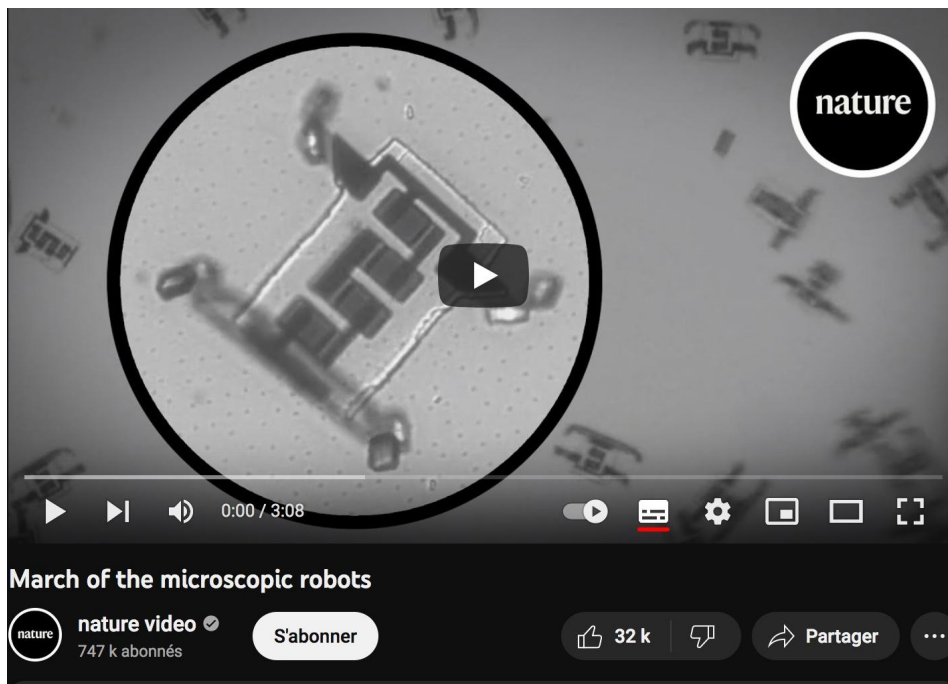 nature
0:00 / 3:08
March of the microscopic robots
nature
nature video
747 k abonnés
S'abonner
32 k
Partager